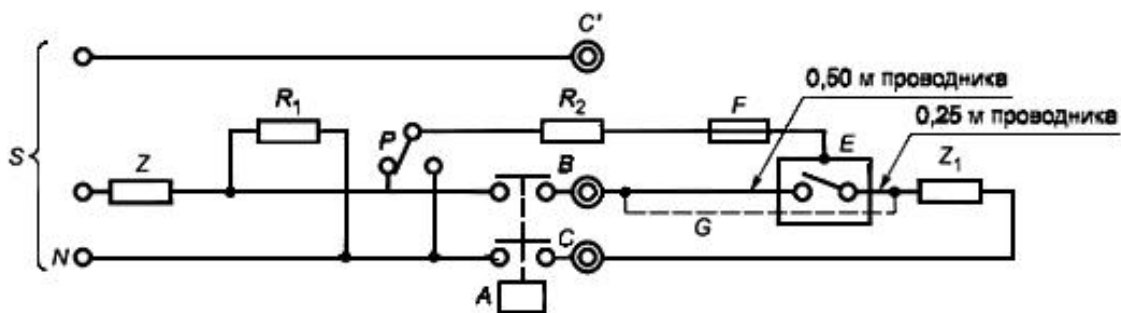 C'
0,50 м проводника
R₁
R₂
F
0,25 м проводника
P
E
S
Z
B
Z₁
G
N
C
A